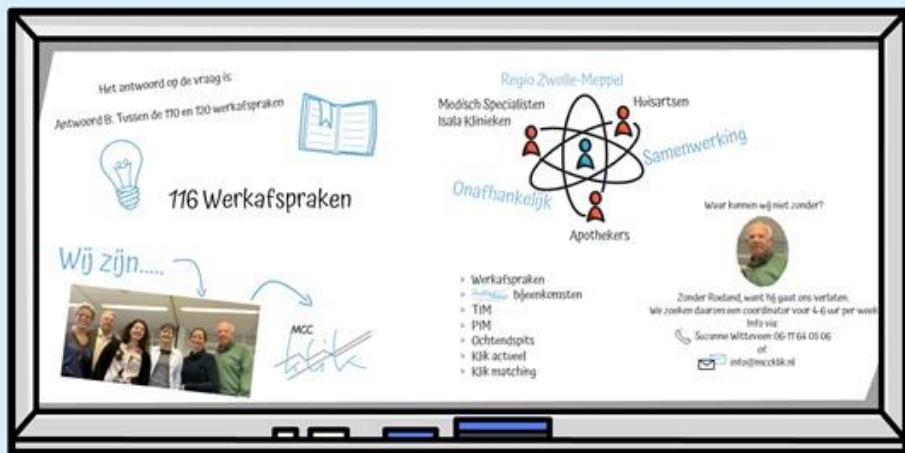 Het antwoord op de vraag is:
Antwoord B: Tussen de 110 en 120 werkafspraken
116 Werkafspraken
Wij zijn.....
MCC
klik
Regio Zwolle-Meppel
Medisch Specialisten
Isala Klinieken
Huisartsen
Samenwerking
Onafhankelijk
Apothekers
Werkafspraken
bijeenkomsten
TIM
PIM
Ochtendspits
Klik actueel
Klik matching
Waar kunnen wij niet zonder?
Zonder Roeland, want hij gaat ons verlaten.
We zoeken daarom een coordinator voor 4-6 uur per week
Info via:
Suzanne Witteveen 06-11 64 05 06
of
info@mccklik.nl